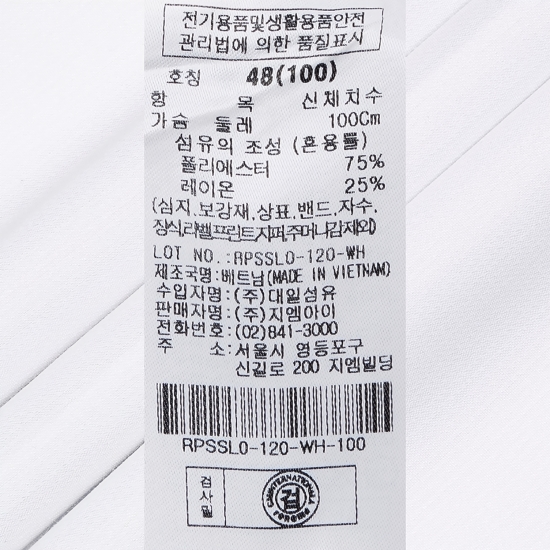 전기용품및생활용품안전
관리법에 의한 품질표시
호칭 48(100)
항 목 신체치수
가슴 둘레 100Cm
섬유의 조성 (혼용률)
폴리에스터 75%
레이온 25%
(심지,보강재,상표,밴드,자수,
장식,라벨,프린트,지퍼,주머니감제외)
LOT NO.:RPSSL0-120-WH
제조국명:베트남(MADE IN VIETNAM)
수입자명:(주)대일섬유
판매자명:(주)지엠아이
전화번호:(02)841-3000
주 소:서울시 영등포구
신길로 200 지엠빌딩
RPSSL0-120-WH-100
검사필
검